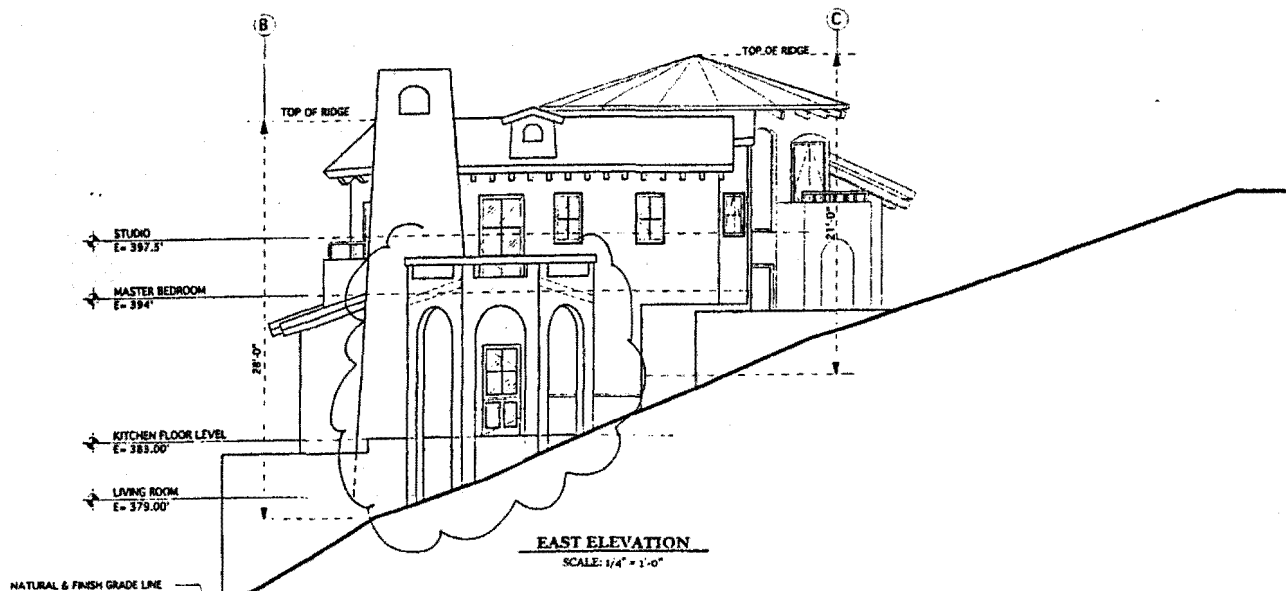 B
C
TOP OF RIDGE
TOP OF RIDGE
STUDIO
E= 397.5'
21'-0"
MASTER BEDROOM
E= 394'
28'-0"
KITCHEN FLOOR LEVEL
E= 383.00'
LIVING ROOM
E= 379.00'
EAST ELEVATION
SCALE: 1/4" = 1'-0"
NATURAL & FINISH GRADE LINE